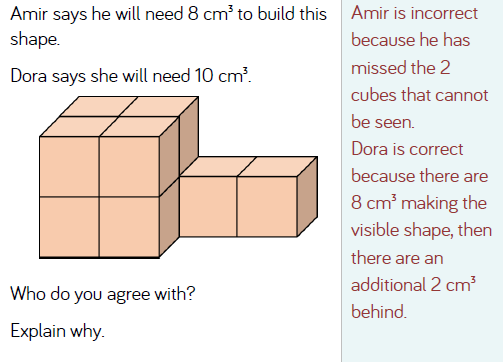 Amir says he will need 8 cm³ to build this
shape.
Dora says she will need 10 cm³.
Who do you agree with?
Explain why.
Amir is incorrect
because he has
missed the 2
cubes that cannot
be seen.
Dora is correct
because there are
8 cm³ making the
visible shape, then
there are an
additional 2 cm³
behind.